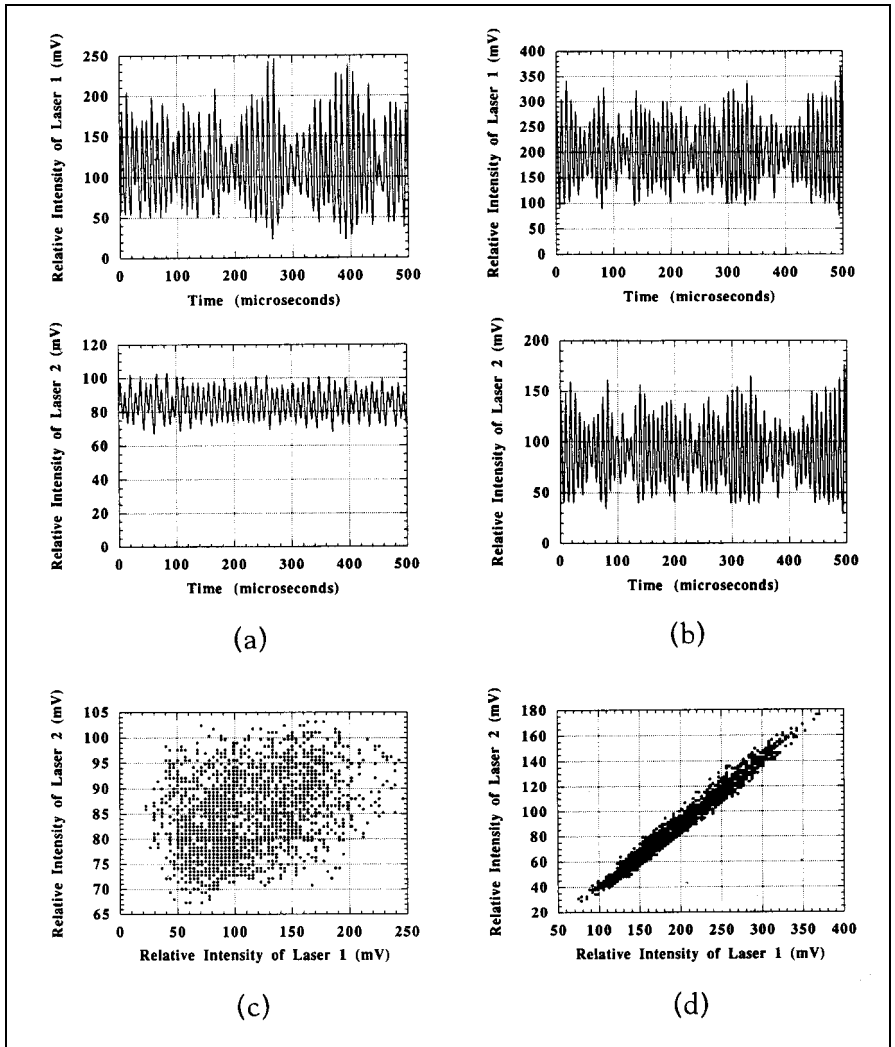 Relative Intensity of Laser 1 (mV)
250
200
150
100
50
0
0 100 200 300 400 500
Time (microseconds)
Relative Intensity of Laser 1 (mV)
400
350
300
250
200
150
100
50
0
0 100 200 300 400 500
Time (microseconds)
Relative Intensity of Laser 2 (mV)
120
100
80
60
40
20
0
0 100 200 300 400 500
Time (microseconds)
(a)
Relative Intensity of Laser 2 (mV)
200
150
100
50
0
0 100 200 300 400 500
Time (microseconds)
(b)
Relative Intensity of Laser 2 (mV)
105
100
95
90
85
80
75
70
65
0 50 100 150 200 250
Relative Intensity of Laser 1 (mV)
(c)
Relative Intensity of Laser 2 (mV)
180
160
140
120
100
80
60
40
20
50 100 150 200 250 300 350 400
Relative Intensity of Laser 1 (mV)
(d)